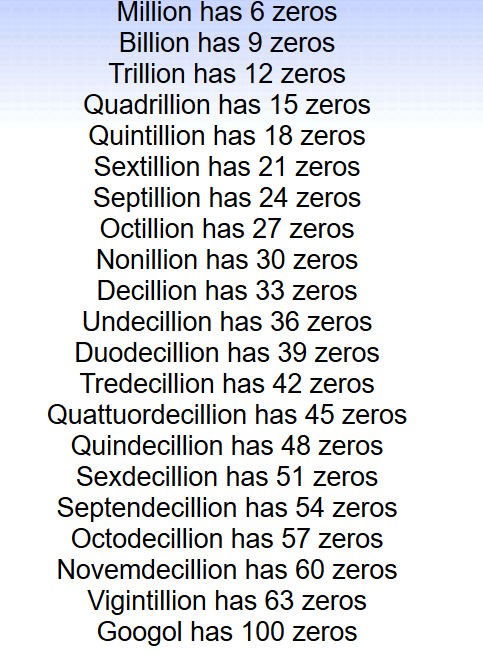 Million has 6 zeros
Billion has 9 zeros
Trillion has 12 zeros
Quadrillion has 15 zeros
Quintillion has 18 zeros
Sextillion has 21 zeros
Septillion has 24 zeros
Octillion has 27 zeros
Nonillion has 30 zeros
Decillion has 33 zeros
Undecillion has 36 zeros
Duodecillion has 39 zeros
Tredecillion has 42 zeros
Quattuordecillion has 45 zeros
Quindecillion has 48 zeros
Sexdecillion has 51 zeros
Septendecillion has 54 zeros
Octodecillion has 57 zeros
Novemdecillion has 60 zeros
Vigintillion has 63 zeros
Googol has 100 zeros